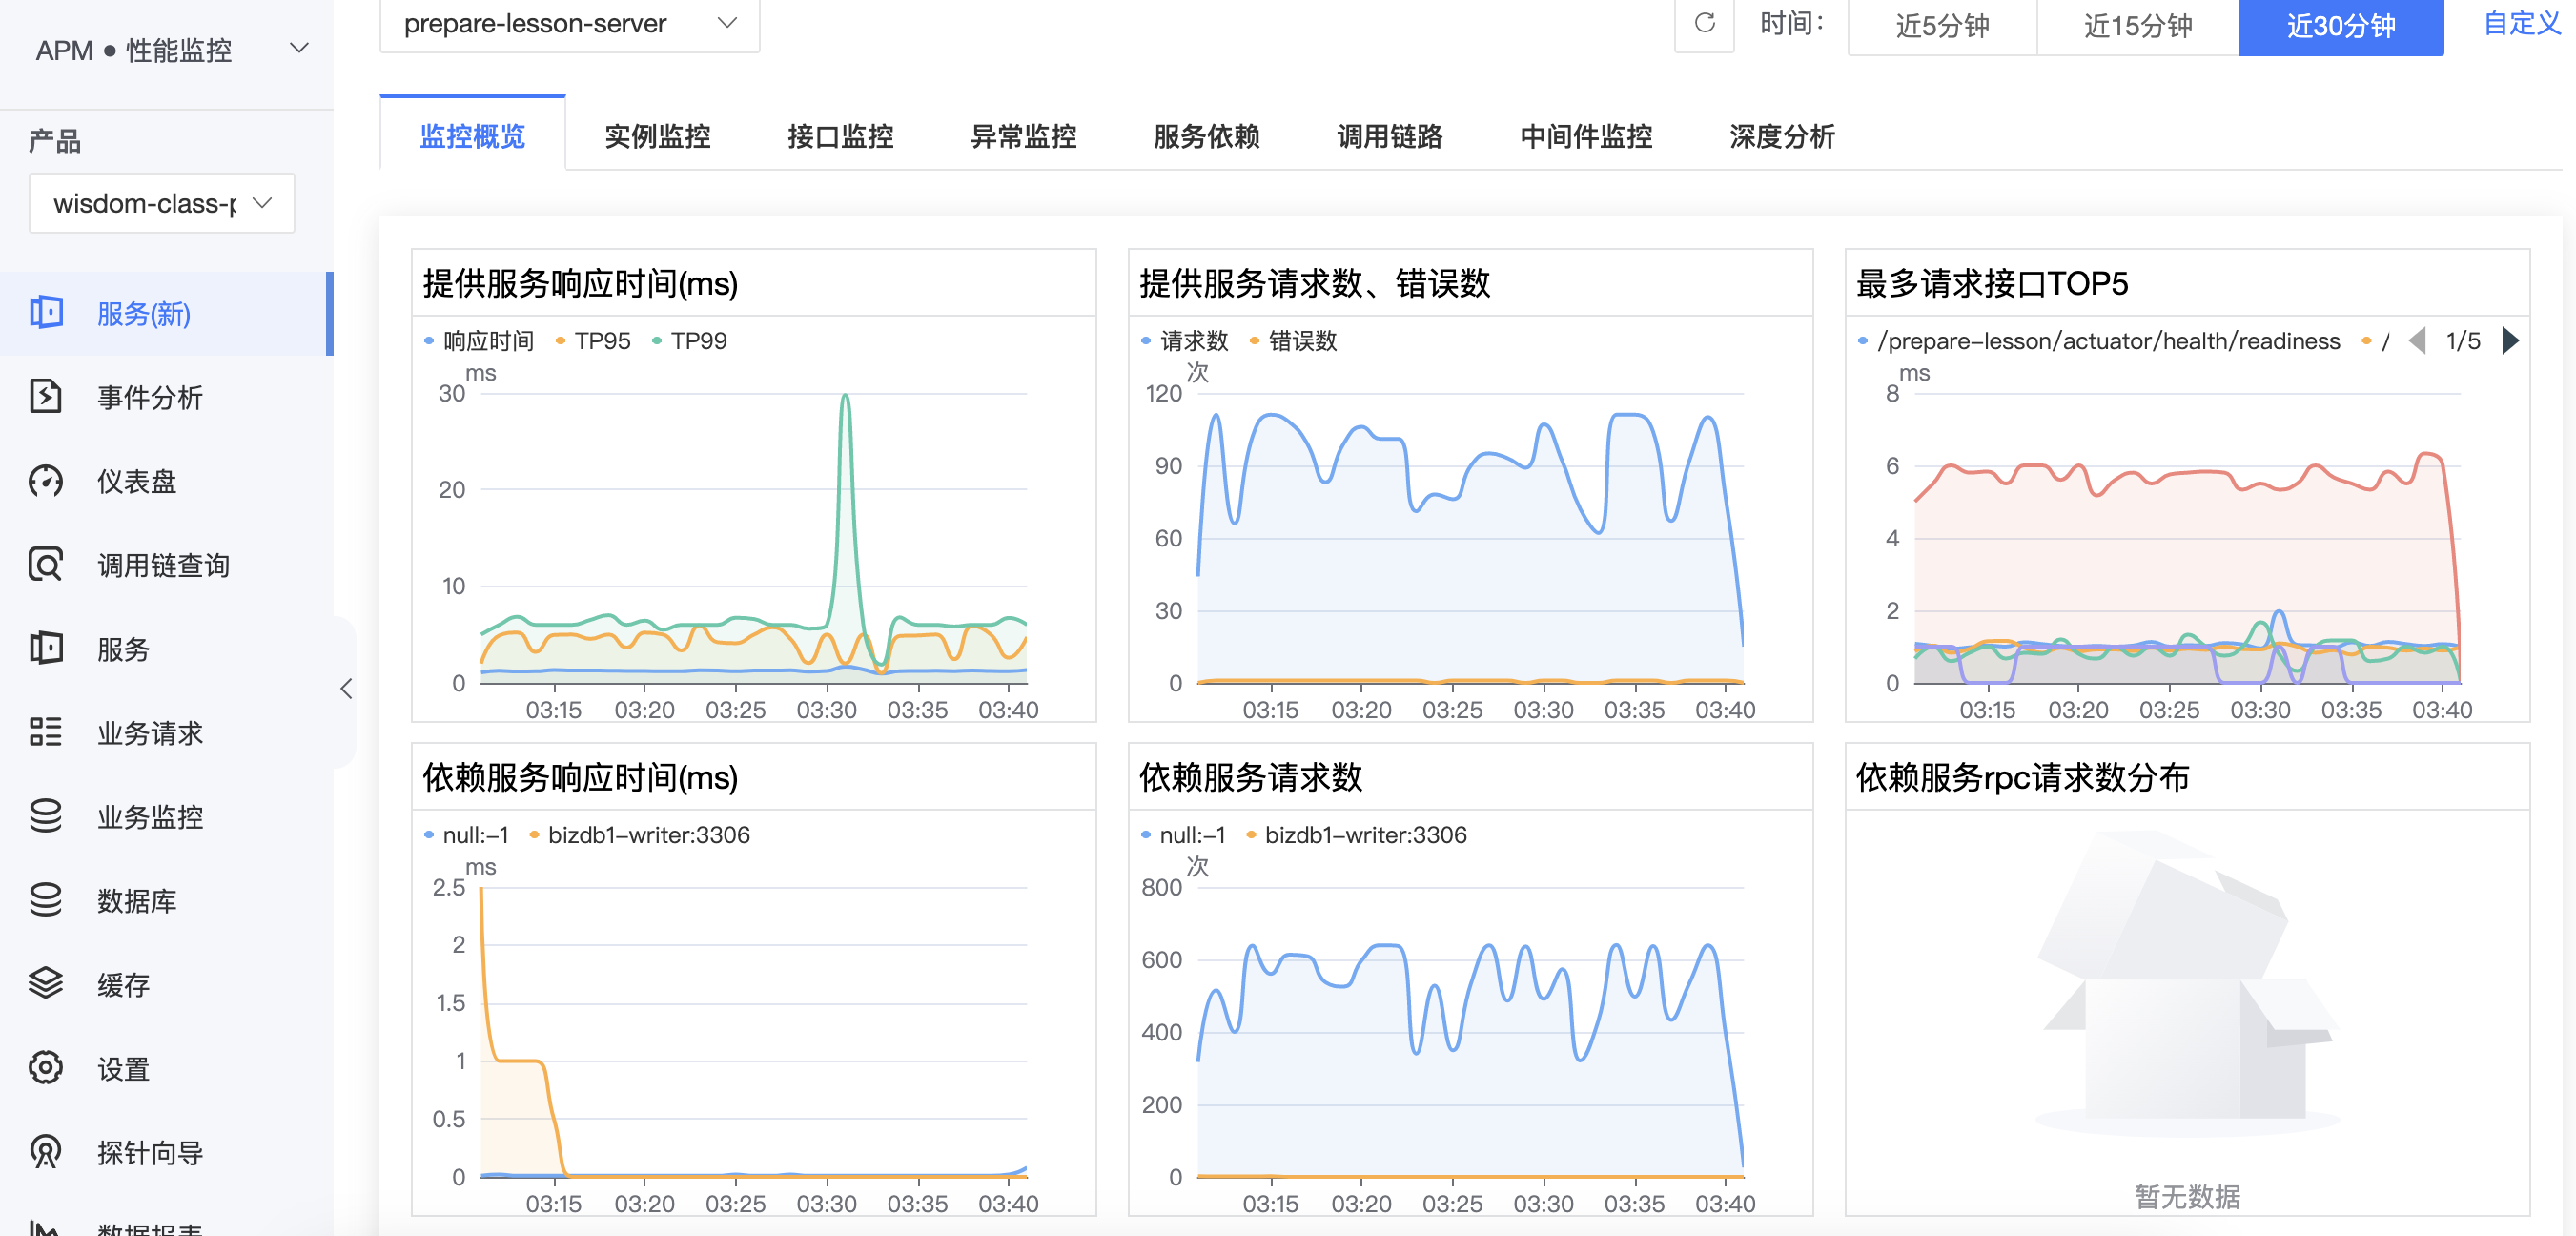 APM ● 性能监控
产品
wisdom-class-p
服务(新)
事件分析
仪表盘
调用链查询
服务
业务请求
业务监控
数据库
缓存
设置
探针向导
数据报表
prepare-lesson-server
时间：
近5分钟
近15分钟
近30分钟
自定义
监控概览
实例监控
接口监控
异常监控
服务依赖
调用链路
中间件监控
深度分析
提供服务响应时间(ms)
响应时间 TP95 TP99
ms
30
20
10
0
03:15 03:20 03:25 03:30 03:35 03:40
提供服务请求数、错误数
请求数 错误数
次
120
90
60
30
0
03:15 03:20 03:25 03:30 03:35 03:40
最多请求接口TOP5
/prepare-lesson/actuator/health/readiness / 1/5
ms
8
6
4
2
0
03:15 03:20 03:25 03:30 03:35 03:40
依赖服务响应时间(ms)
null:-1 bizdb1-writer:3306
ms
2.5
2
1.5
1
0.5
0
03:15 03:20 03:25 03:30 03:35 03:40
依赖服务请求数
null:-1 bizdb1-writer:3306
次
800
600
400
200
0
03:15 03:20 03:25 03:30 03:35 03:40
依赖服务rpc请求数分布
暂无数据